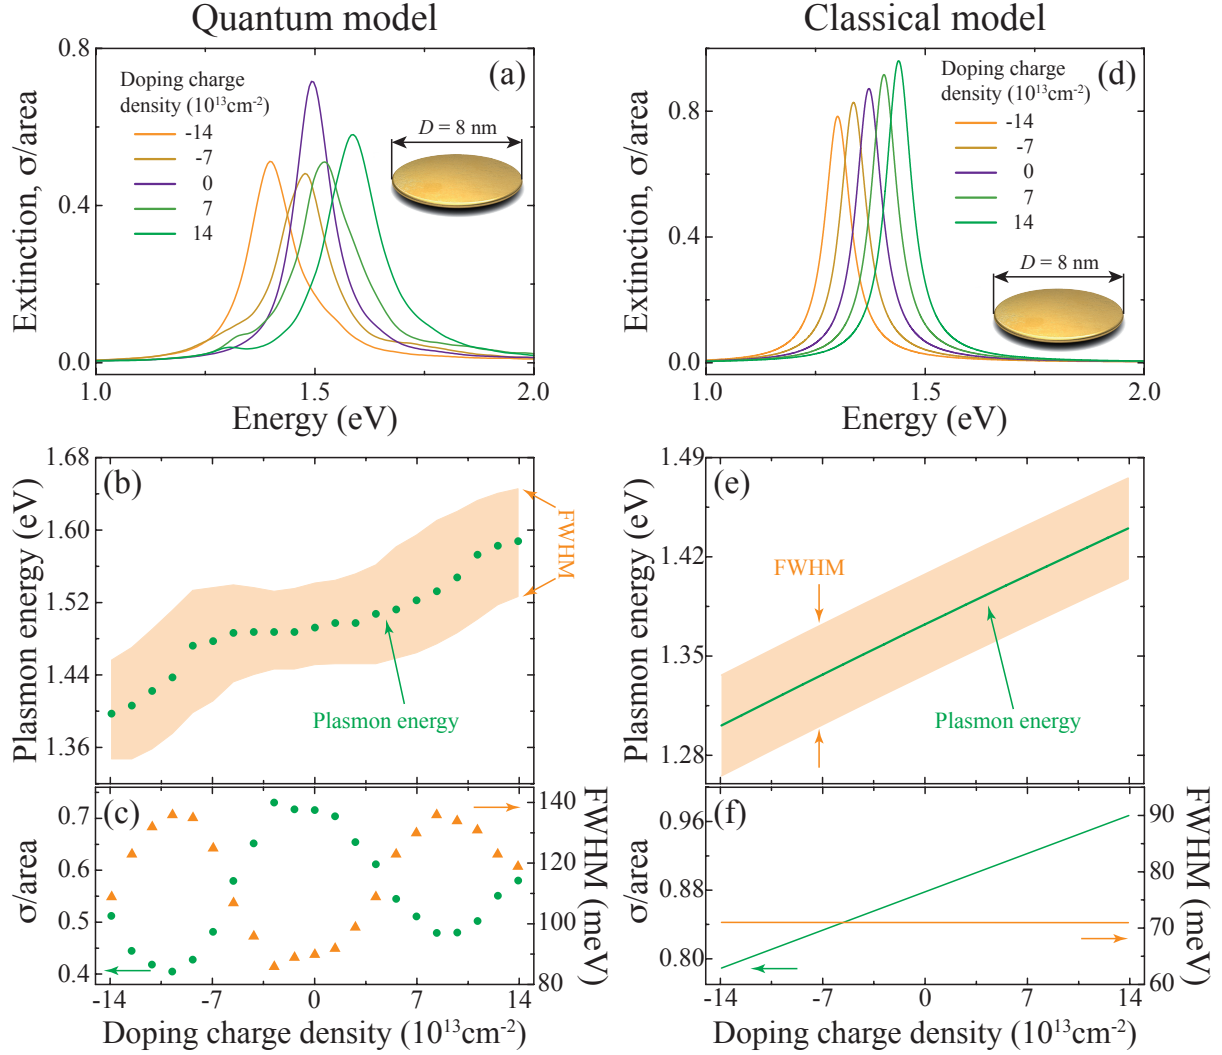 Quantum model
Classical model
(a)
Doping charge
density (10¹³cm⁻²)
-14
-7
0
7
14
D = 8 nm
0.8
0.4
0.0
Extinction, σ/area
1.0
1.5
2.0
Energy (eV)
(d)
Doping charge
density (10¹³cm⁻²)
-14
-7
0
7
14
D = 8 nm
0.8
0.4
0.0
Extinction, σ/area
1.0
1.5
2.0
Energy (eV)
(b)
1.68
1.60
1.52
1.44
1.36
Plasmon energy (eV)
FWHM
Plasmon energy
(e)
1.49
1.42
1.35
1.28
Plasmon energy (eV)
FWHM
Plasmon energy
(c)
0.7
0.6
0.5
0.4
σ/area
140
120
100
80
FWHM (meV)
-14
-7
0
7
14
Doping charge density (10¹³cm⁻²)
(f)
0.96
0.88
0.80
σ/area
90
80
70
60
FWHM (meV)
-14
-7
0
7
14
Doping charge density (10¹³cm⁻²)